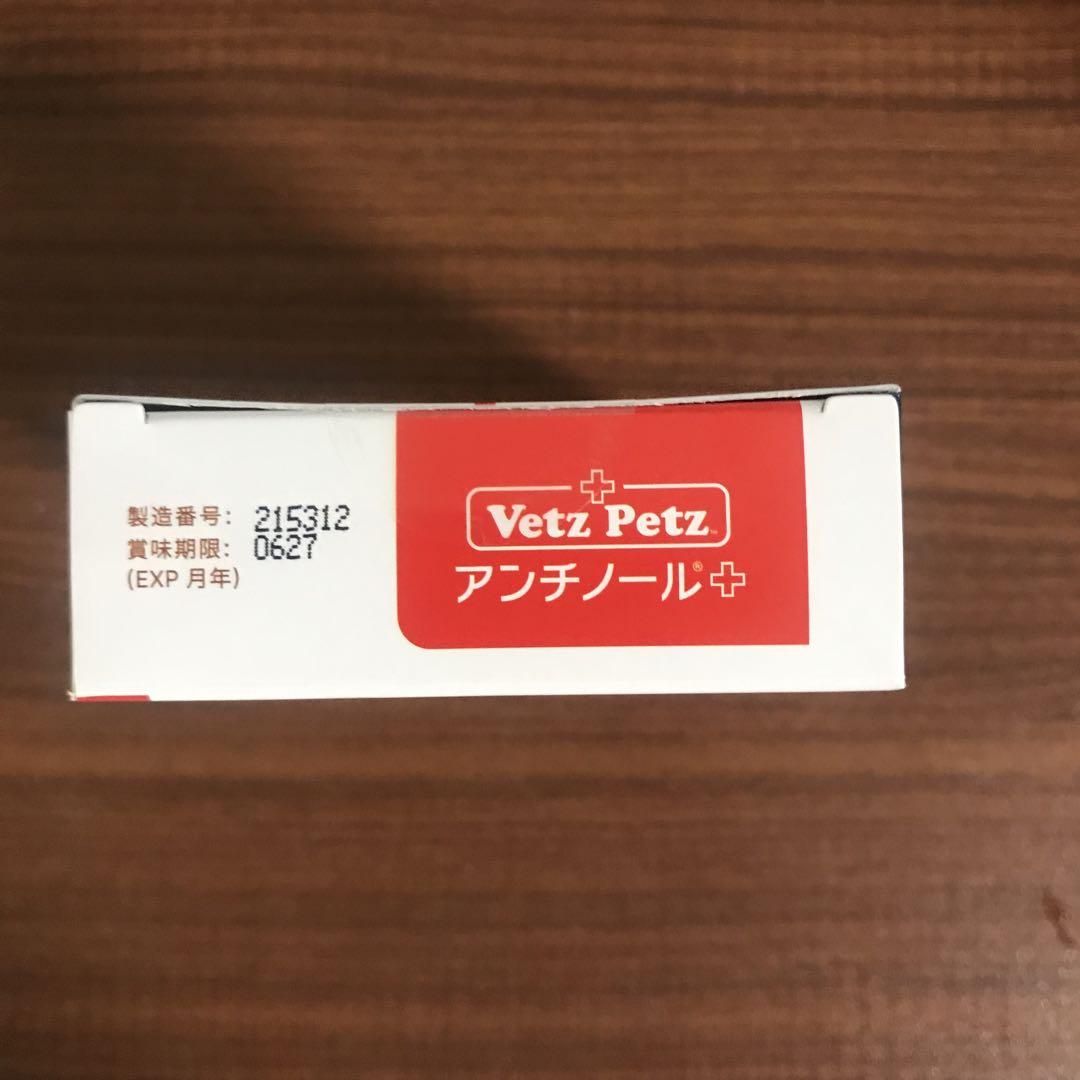 製造番号: 215312
賞味期限: 0627
(EXP 月年)
Vetz Petz™
アンチノール®